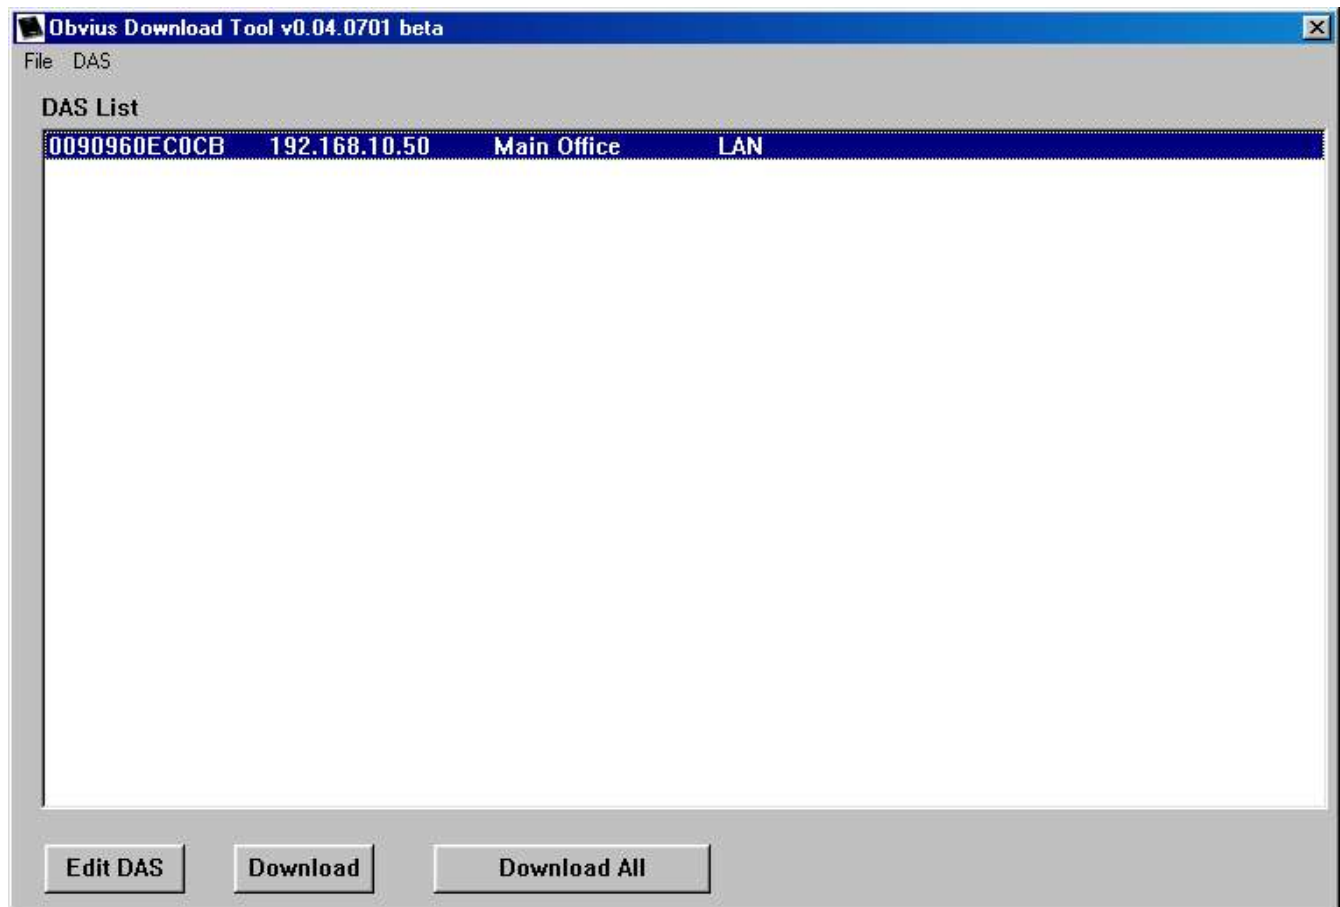 Obvius Download Tool v0.04.0701 beta
File DAS
DAS List
0090960EC0CB 192.168.10.50 Main Office LAN
Edit DAS Download Download All